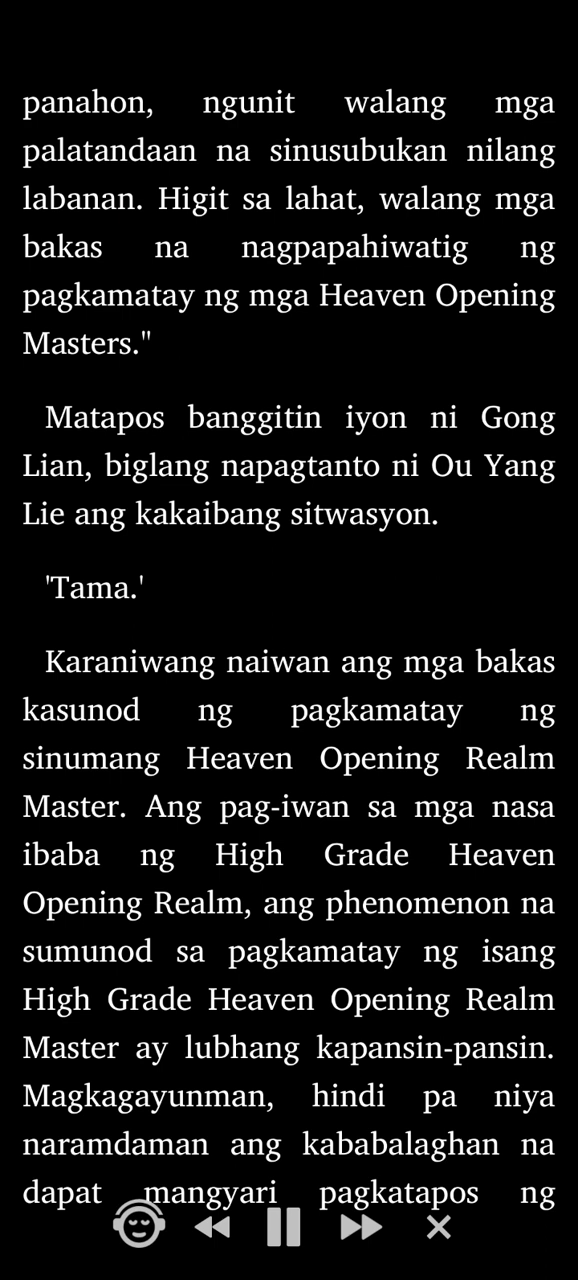 panahon, ngunit walang mga
palatandaan na sinusubukan nilang
labanan. Higit sa lahat, walang mga
bakas na nagpapahiwatig ng
pagkamatay ng mga Heaven Opening
Masters."
Matapos banggitin iyon ni Gong
Lian, biglang napagtanto ni Ou Yang
Lie ang kakaibang sitwasyon.
'Tama.'
Karaniwang naiwan ang mga bakas
kasunod ng pagkamatay ng
sinumang Heaven Opening Realm
Master. Ang pag-iwan sa mga nasa
ibaba ng High Grade Heaven
Opening Realm, ang phenomenon na
sumunod sa pagkamatay ng isang
High Grade Heaven Opening Realm
Master ay lubhang kapansin-pansin.
Magkagayunman, hindi pa niya
naramdaman ang kababalaghan na
dapat mangyari pagkatapos ng